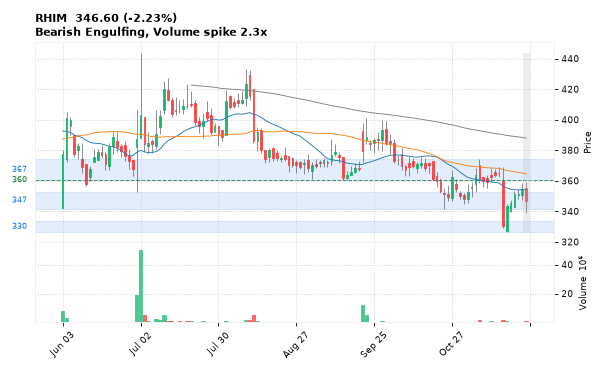 RHIM 346.60 (-2.23%)
Bearish Engulfing, Volume spike 2.3x
440
420
400
380
360
340
320
Price
367
360
347
330
40
20
Volume 10⁶
Jun 03
Jul 02
Jul 30
Aug 27
Sep 25
Oct 27